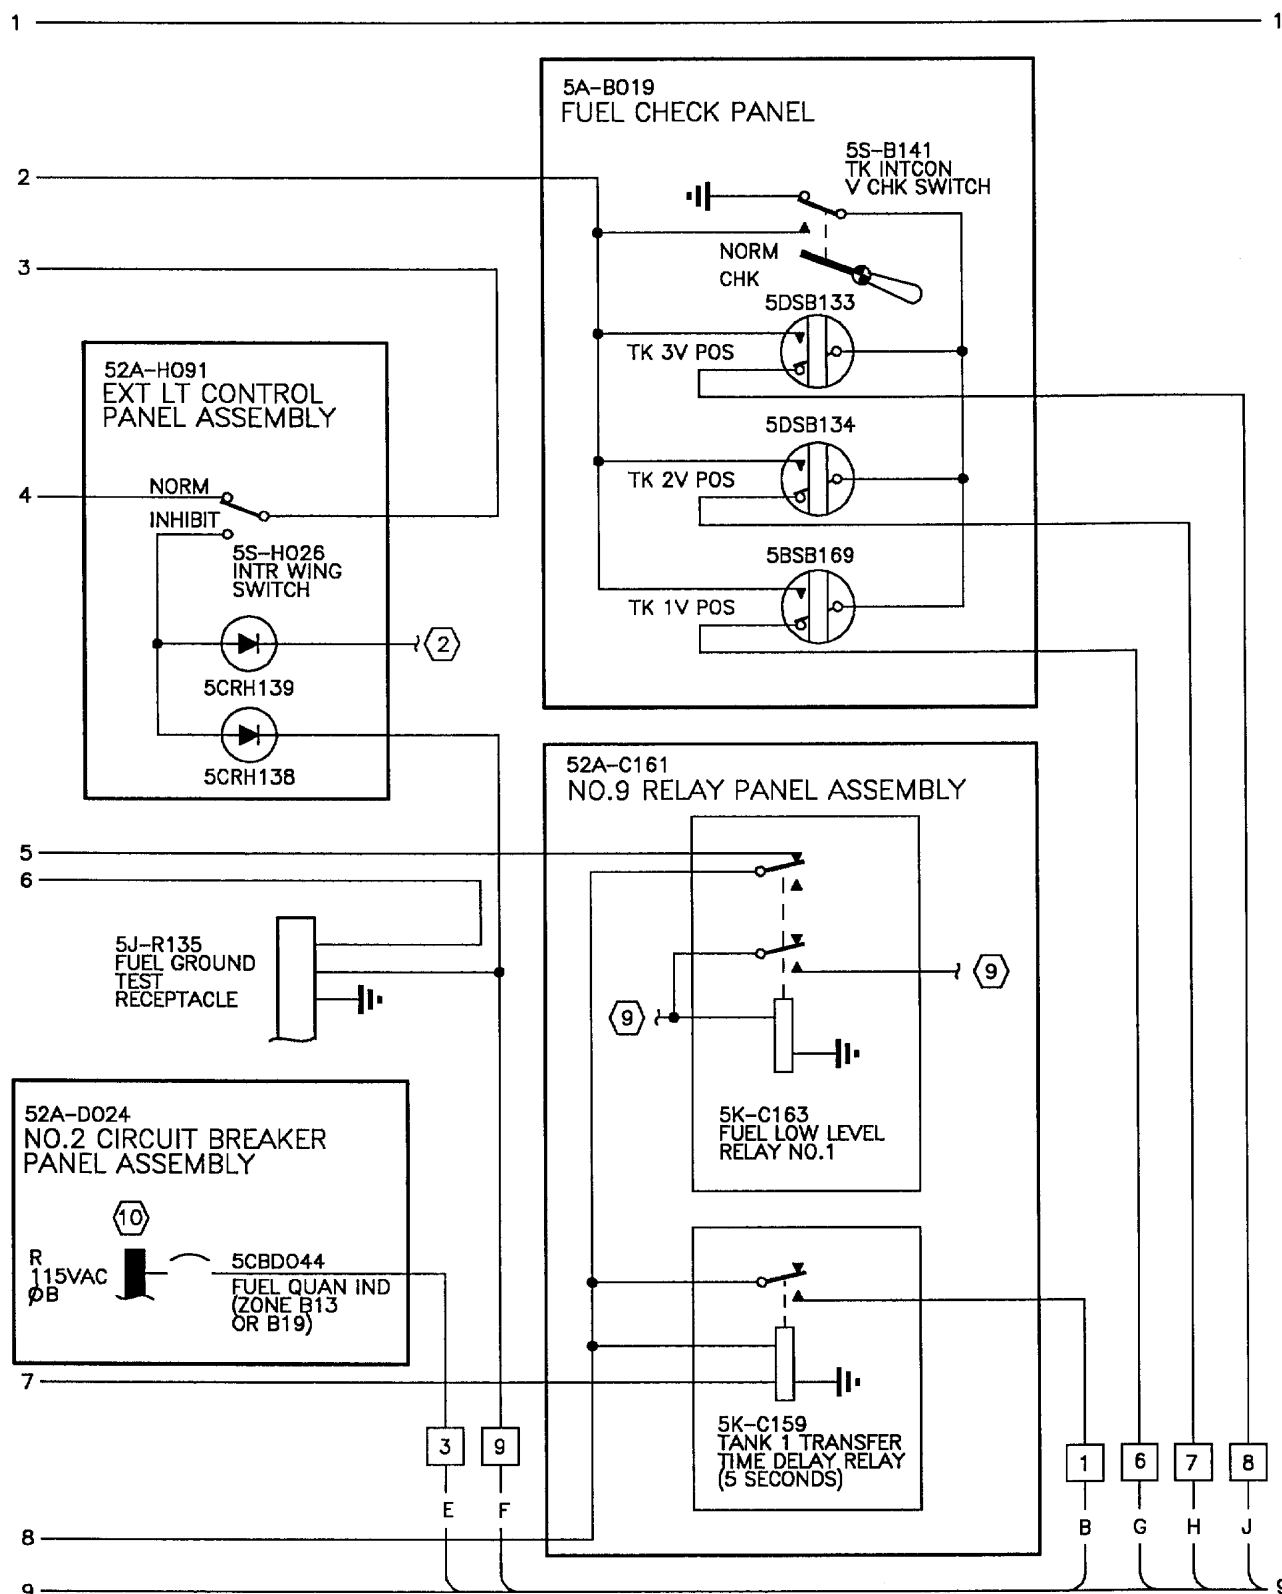 1
1
5A-B019
FUEL CHECK PANEL
5S-B141
TK INTCON
V CHK SWITCH
2
NORM
CHK
3
5DSB133
TK 3V POS
52A-H091
EXT LT CONTROL
PANEL ASSEMBLY
5DSB134
TK 2V POS
4
NORM
INHIBIT
5S-H026
INTR WING
SWITCH
5BSB169
TK 1V POS
2
5CRH139
5CRH138
52A-C161
NO.9 RELAY PANEL ASSEMBLY
5
6
5J-R135
FUEL GROUND
TEST
RECEPTACLE
9
9
5K-C163
FUEL LOW LEVEL
RELAY NO.1
52A-D024
NO.2 CIRCUIT BREAKER
PANEL ASSEMBLY
10
R
115VAC
ØB
5CBD044
FUEL QUAN IND
(ZONE B13
OR B19)
7
5K-C159
TANK 1 TRANSFER
TIME DELAY RELAY
(5 SECONDS)
3
9
1
6
7
8
E
F
B
G
H
J
8
9
9